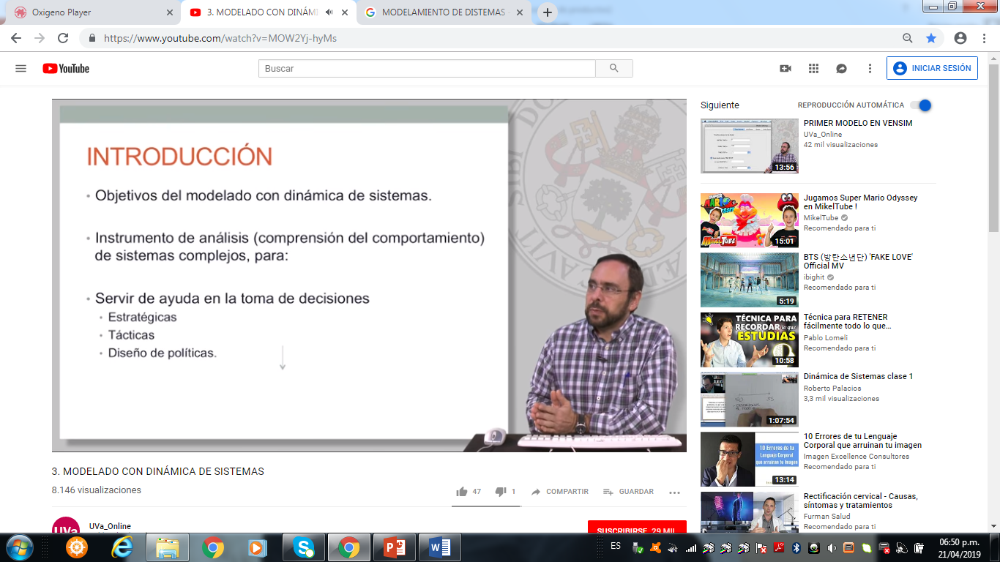 Oxigeno Player
3. MODELADO CON DINÁMI
MODELAMIENTO DE DISTEMAS
https://www.youtube.com/watch?v=MOW2Yj-hyMs
YouTube
Buscar
INICIAR SESIÓN
INTRODUCCIÓN
• Objetivos del modelado con dinámica de sistemas.
• Instrumento de análisis (comprensión del comportamiento)
de sistemas complejos, para:
• Servir de ayuda en la toma de decisiones
• Estratégicas
• Tácticas
• Diseño de políticas.
3. MODELADO CON DINÁMICA DE SISTEMAS
8.146 visualizaciones
47
1
COMPARTIR
GUARDAR
UVa
UVa_Online
SUSCRIBIRSE 29 MIL
Siguiente
REPRODUCCIÓN AUTOMÁTICA
13:56
PRIMER MODELO EN VENSIM
UVa_Online
42 mil visualizaciones
15:01
Jugamos Super Mario Odyssey
en MikelTube !
MikelTube
Recomendado para ti
5:19
BTS (방탄소년단) 'FAKE LOVE'
Official MV
ibighit
Recomendado para ti
TÉCNICA PARA
RECORDAR lo que
ESTUDIAS
10:58
Técnica para RETENER
fácilmente todo lo que...
Pablo Lomeli
Recomendado para ti
1:07:54
Dinámica de Sistemas clase 1
Roberto Palacios
3,3 mil visualizaciones
10 Errores de tu
Lenguaje Corporal
que arruinan tu Imagen
13:14
10 Errores de tu Lenguaje
Corporal que arruinan tu imagen
Imagen Excellence Consultores
Recomendado para ti
Rectificación cervical - Causas,
síntomas y tratamientos
Furman Salud
Recomendado para ti
ES
06:50 p.m.
21/04/2019